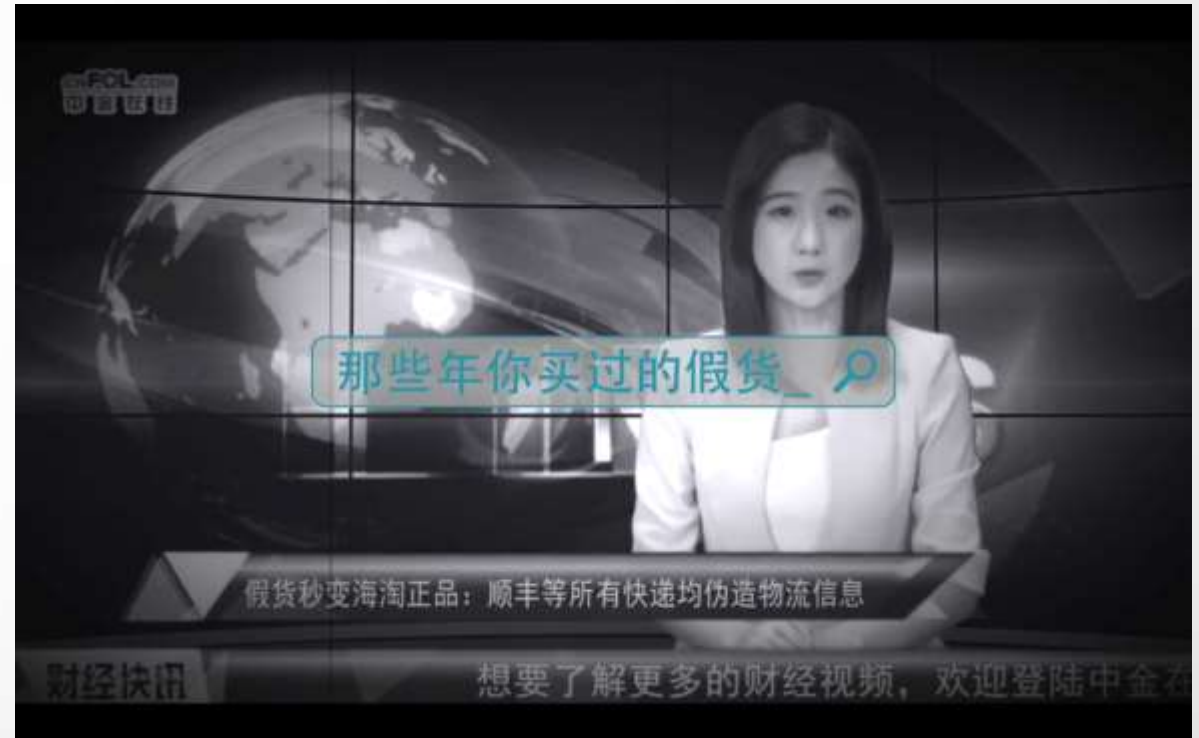 CNFOL.COM
中金在线
那些年你买过的假货_
假货秒变海淘正品：顺丰等所有快递均伪造物流信息
财经快讯
想要了解更多的财经视频，欢迎登陆中金在